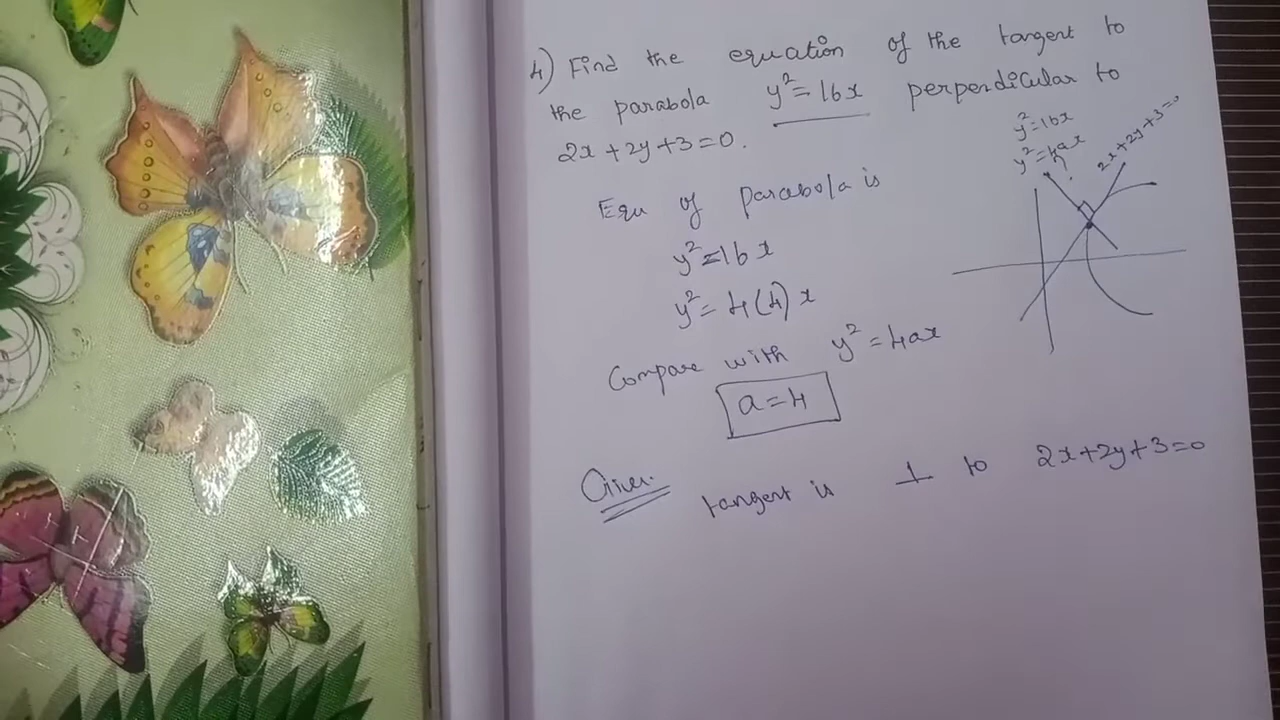 4) Find the equation of the tangent to
the parabola y² = 16x perpendicular to
2x + 2y + 3 = 0.
y² = 16x
y² = 4ax
2x + 2y + 3 = 0
Equ of parabola is
y² = 16x
y² = 4(4)x
Compare with y² = 4ax
a = 4
Given tangent is ⊥ to 2x + 2y + 3 = 0